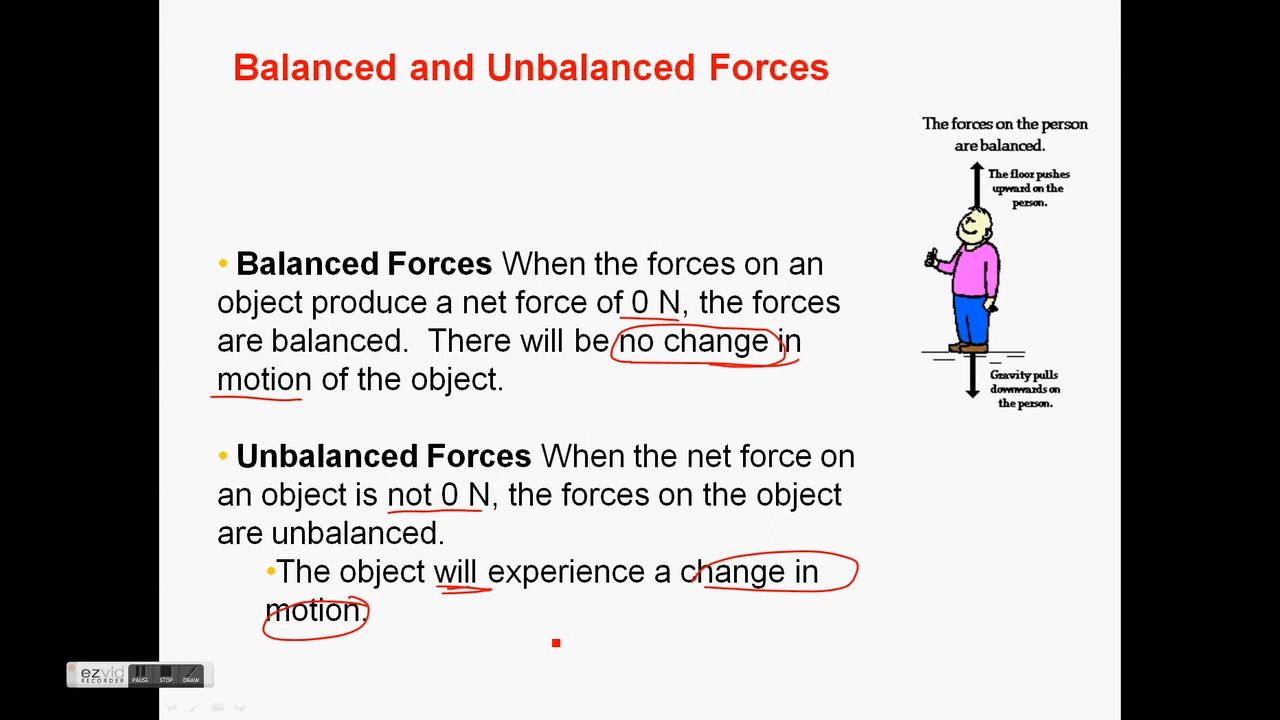 Balanced and Unbalanced Forces
The forces on the person
are balanced.
The floor pushes
upward on the
person.
• Balanced Forces When the forces on an
object produce a net force of 0 N, the forces
are balanced. There will be no change in
motion of the object.
Gravity pulls
downwards on
the person.
• Unbalanced Forces When the net force on
an object is not 0 N, the forces on the object
are unbalanced.
•The object will experience a change in
motion.
ezvid
RECORDER
PAUSE STOP DRAW